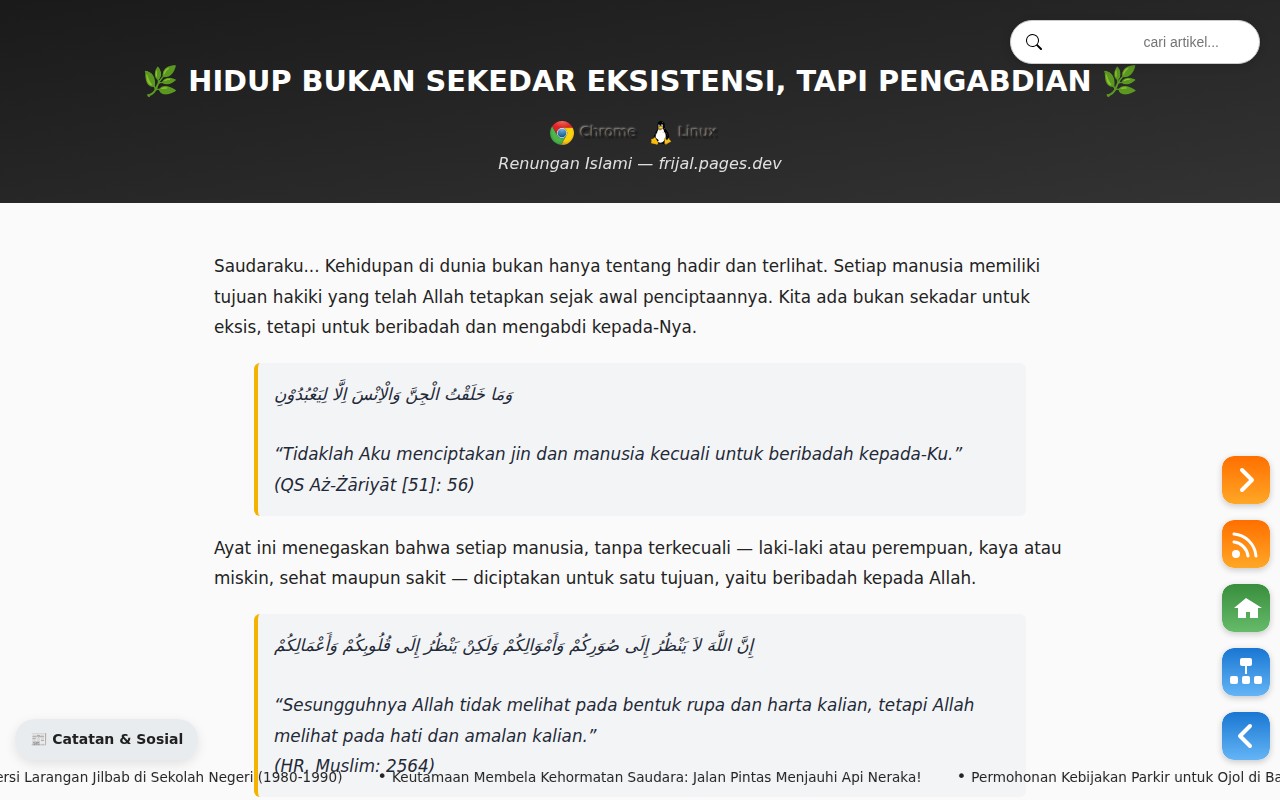 cari artikel...
🌿 HIDUP BUKAN SEKEDAR EKSISTENSI, TAPI PENGABDIAN 🌿
Chrome Linux
Renungan Islami — frijal.pages.dev
Saudaraku... Kehidupan di dunia bukan hanya tentang hadir dan terlihat. Setiap manusia memiliki
tujuan hakiki yang telah Allah tetapkan sejak awal penciptaannya. Kita ada bukan sekadar untuk
eksis, tetapi untuk beribadah dan mengabdi kepada-Nya.
وَمَا خَلَقْتُ الْجِنَّ وَالْاِنْسَ اِلَّا لِيَعْبُدُوْنِ
“Tidaklah Aku menciptakan jin dan manusia kecuali untuk beribadah kepada-Ku.”
(QS Aż-Żāriyāt [51]: 56)
Ayat ini menegaskan bahwa setiap manusia, tanpa terkecuali — laki-laki atau perempuan, kaya atau
miskin, sehat maupun sakit — diciptakan untuk satu tujuan, yaitu beribadah kepada Allah.
إِنَّ اللَّهَ لاَ يَنْظُرُ إِلَى صُوَرِكُمْ وَأَمْوَالِكُمْ وَلَكِنْ يَنْظُرُ إِلَى قُلُوبِكُمْ وَأَعْمَالِكُمْ
“Sesungguhnya Allah tidak melihat pada bentuk rupa dan harta kalian, tetapi Allah
melihat pada hati dan amalan kalian.”
(HR. Muslim: 2564)
📰 Catatan & Sosial
ersi Larangan Jilbab di Sekolah Negeri (1980-1990) • Keutamaan Membela Kehormatan Saudara: Jalan Pintas Menjauhi Api Neraka! • Permohonan Kebijakan Parkir untuk Ojol di Ba